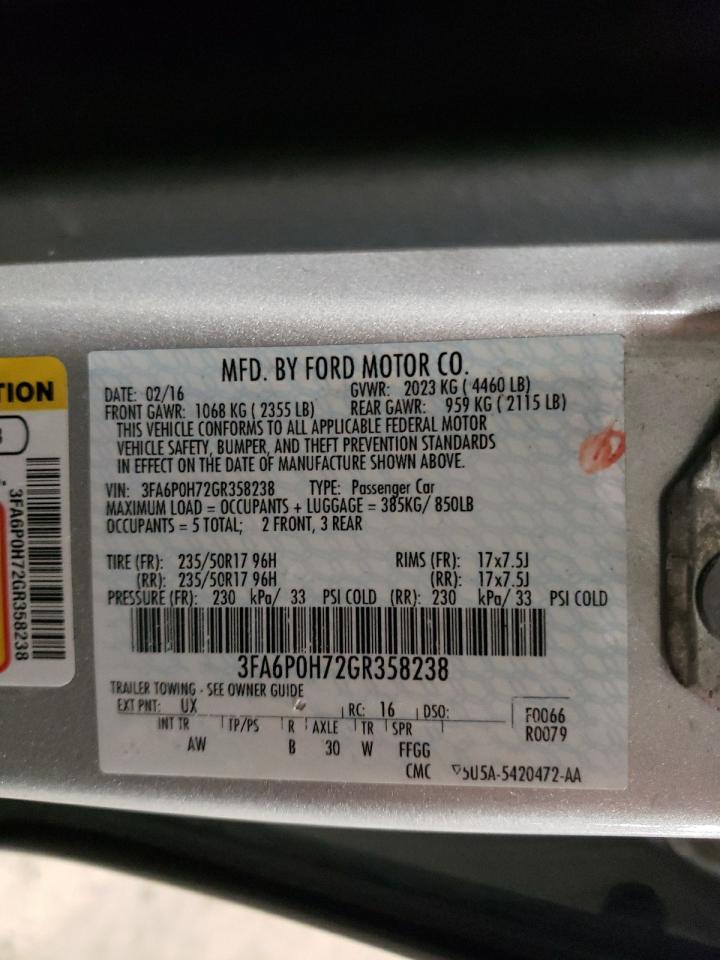 MFD. BY FORD MOTOR CO.
DATE: 02/16 GVWR: 2023 KG ( 4460 LB)
FRONT GAWR: 1068 KG ( 2355 LB) REAR GAWR: 959 KG ( 2115 LB)
THIS VEHICLE CONFORMS TO ALL APPLICABLE FEDERAL MOTOR
VEHICLE SAFETY, BUMPER, AND THEFT PREVENTION STANDARDS
IN EFFECT ON THE DATE OF MANUFACTURE SHOWN ABOVE.
VIN: 3FA6P0H72GR358238 TYPE: Passenger Car
MAXIMUM LOAD = OCCUPANTS + LUGGAGE = 385KG/ 850LB
OCCUPANTS = 5 TOTAL; 2 FRONT, 3 REAR
TIRE (FR): 235/50R17 96H RIMS (FR): 17x7.5J
(RR): 235/50R17 96H (RR): 17x7.5J
PRESSURE (FR): 230 kPa/ 33 PSI COLD (RR): 230 kPa/ 33 PSI COLD
3FA6P0H72GR358238
TRAILER TOWING - SEE OWNER GUIDE
EXT PNT: UX RC: 16 DSO: F0066
INT TR TP/PS R AXLE TR SPR R0079
AW B 30 W FFGG
CMC 5U5A-5420472-AA
TION
3FA6P0H72GR358238